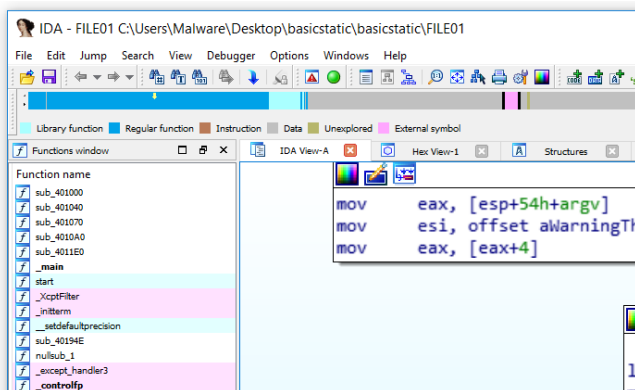 IDA - FILE01 C:\Users\Malware\Desktop\basicstatic\basicstatic\FILE01
File Edit Jump Search View Debugger Options Windows Help
Library function Regular function Instruction Data Unexplored External symbol
Functions window
IDA View-A Hex View-1 Structures
Function name
sub_401000
sub_401040
sub_401070
sub_4010A0
sub_4011E0
_main
start
_XcptFilter
_initterm
__setdefaultprecision
sub_40194E
nullsub_1
_except_handler3
_controlfp
mov eax, [esp+54h+argv]
mov esi, offset aWarningTh
mov eax, [eax+4]